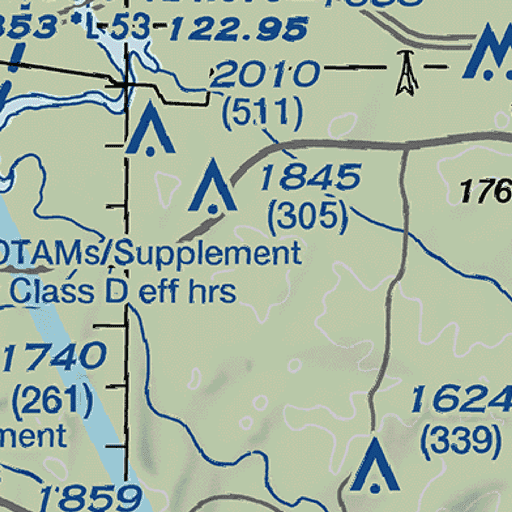 353 *L-53-122.95
2010
(511)
1845
(305)
176
OTAMs/Supplement
Class D eff hrs
1740
(261)
ment
1624
(339)
1859